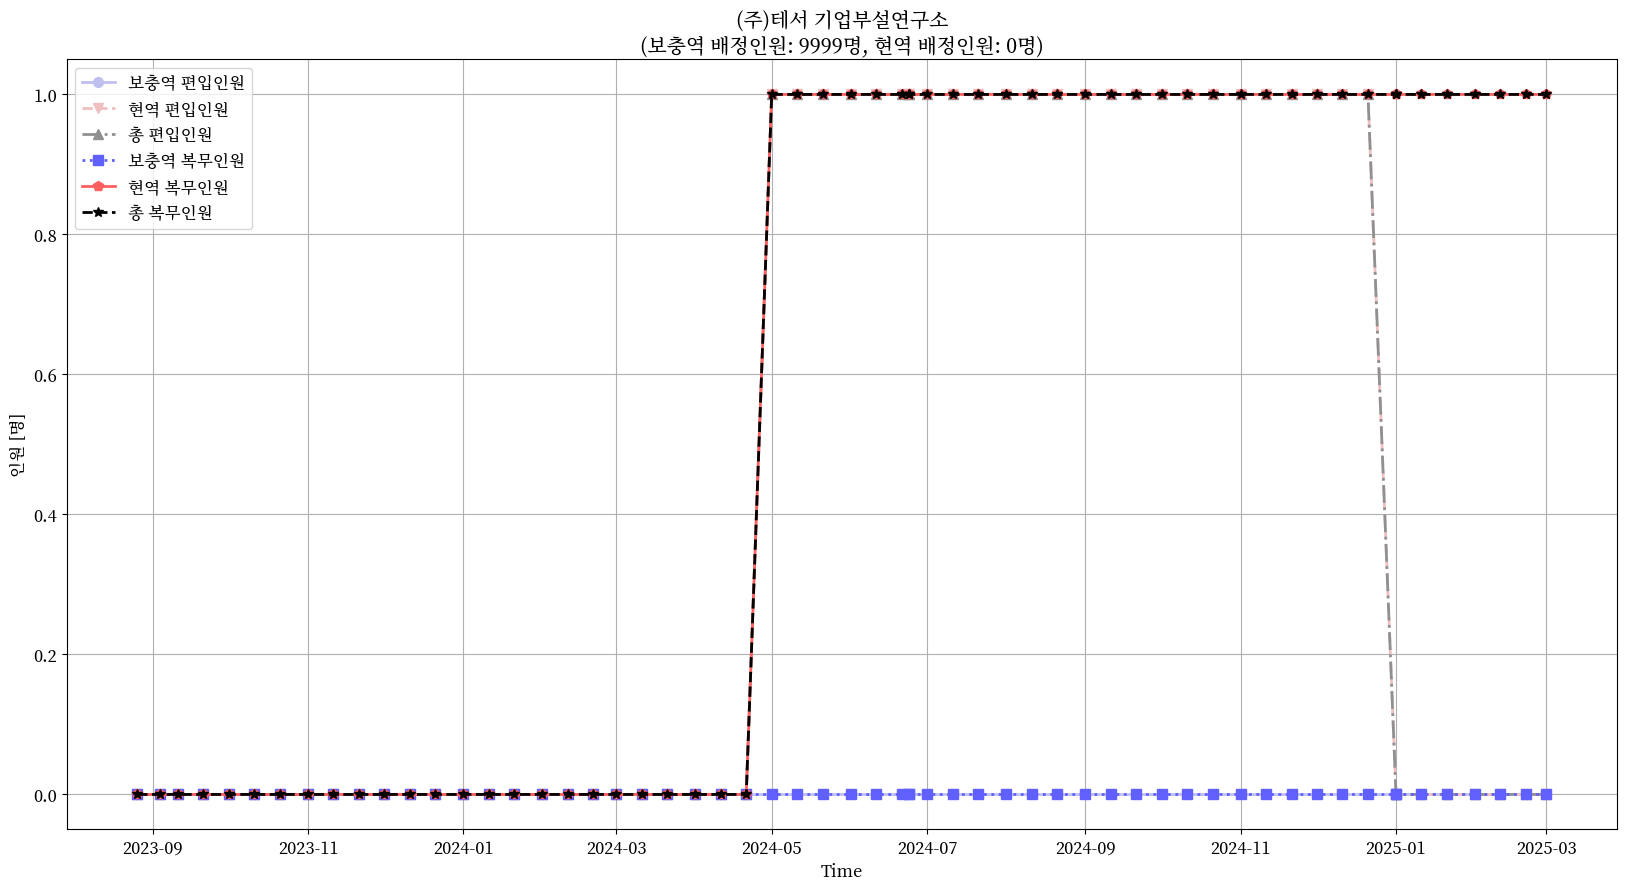 (주)테서 기업부설연구소
(보충역 배정인원: 9999명, 현역 배정인원: 0명)
보충역 편입인원
현역 편입인원
총 편입인원
보충역 복무인원
현역 복무인원
총 복무인원
1.0
0.8
0.6
0.4
0.2
0.0
인원 [명]
2023-09
2023-11
2024-01
2024-03
2024-05
2024-07
2024-09
2024-11
2025-01
2025-03
Time